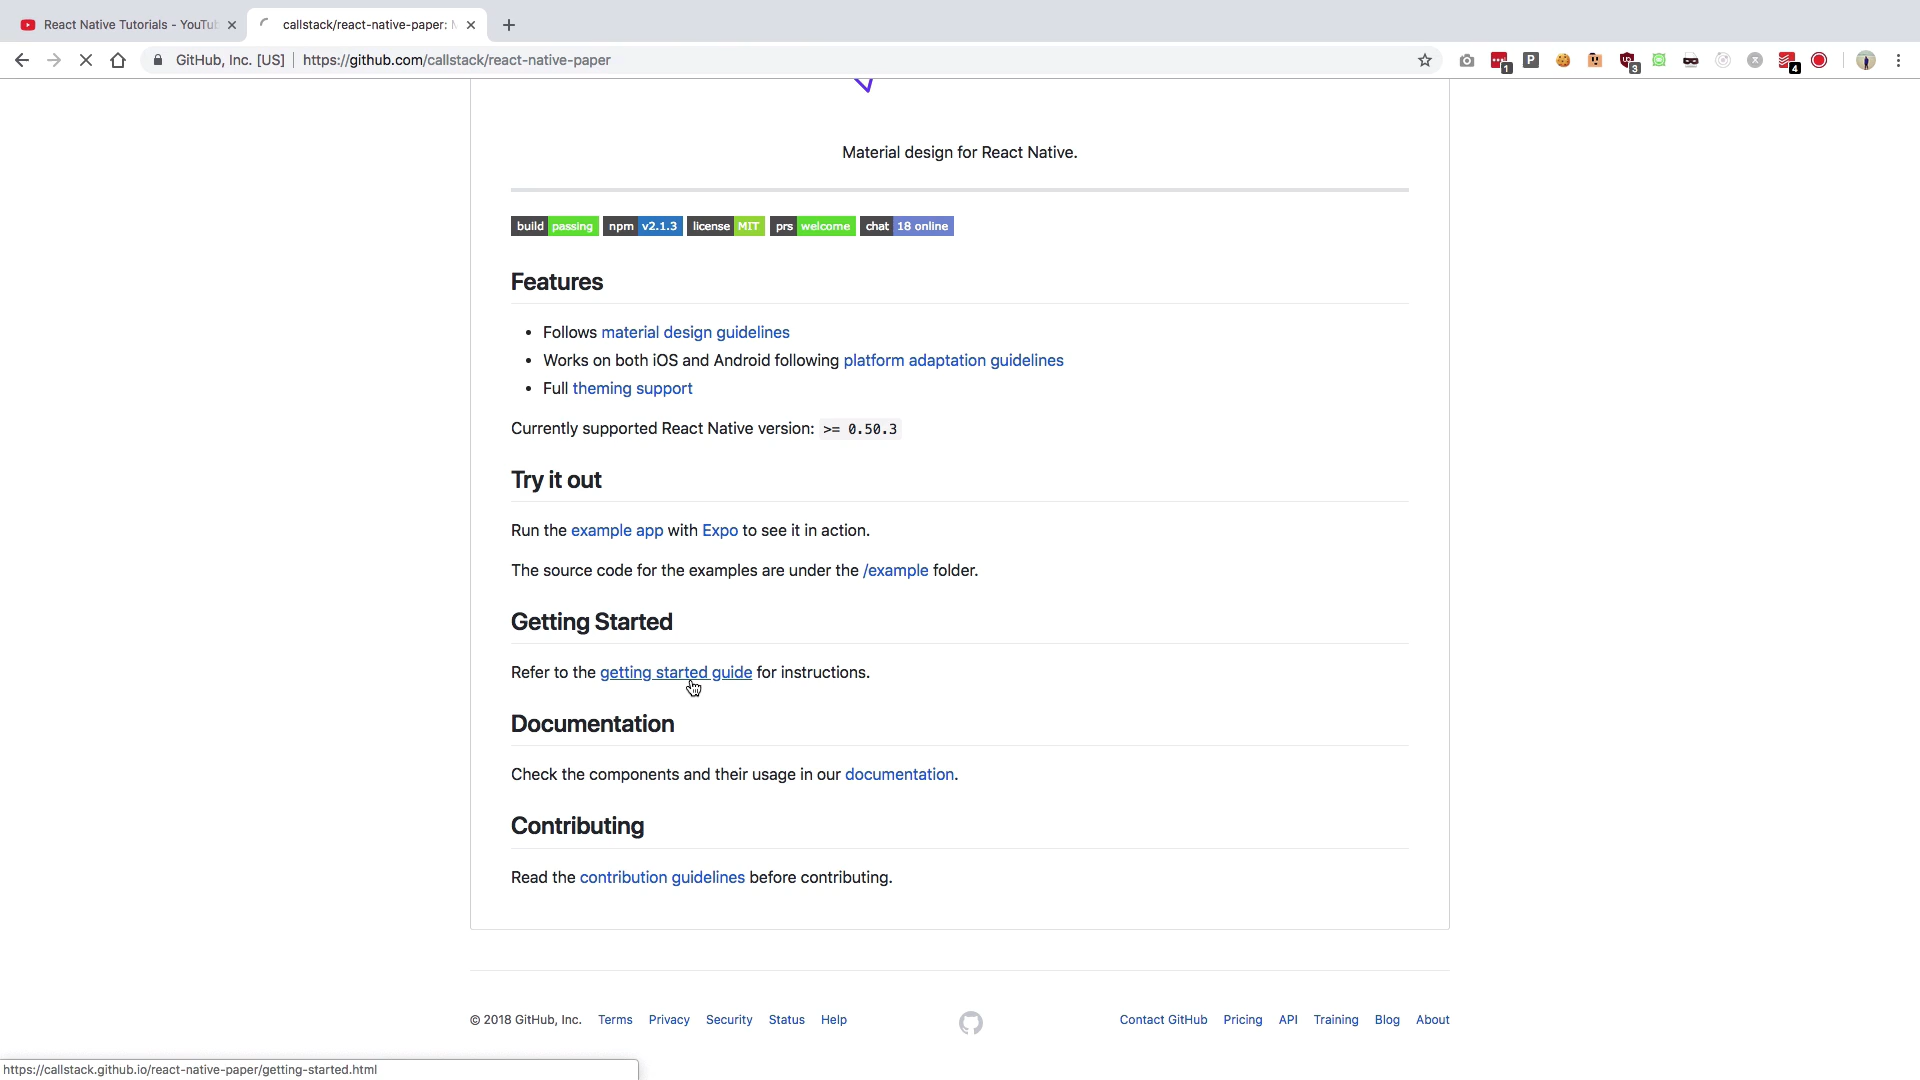 React Native Tutorials - YouTu
callstack/react-native-paper:
GitHub, Inc. [US] https://github.com/callstack/react-native-paper
1 P 3 4
Material design for React Native.
build passing npm v2.1.3 license MIT prs welcome chat 18 online
Features
• Follows material design guidelines
• Works on both iOS and Android following platform adaptation guidelines
• Full theming support
Currently supported React Native version: >= 0.50.3
Try it out
Run the example app with Expo to see it in action.
The source code for the examples are under the /example folder.
Getting Started
Refer to the getting started guide for instructions.
Documentation
Check the components and their usage in our documentation.
Contributing
Read the contribution guidelines before contributing.
© 2018 GitHub, Inc. Terms Privacy Security Status Help Contact GitHub Pricing API Training Blog About
https://callstack.github.io/react-native-paper/getting-started.html